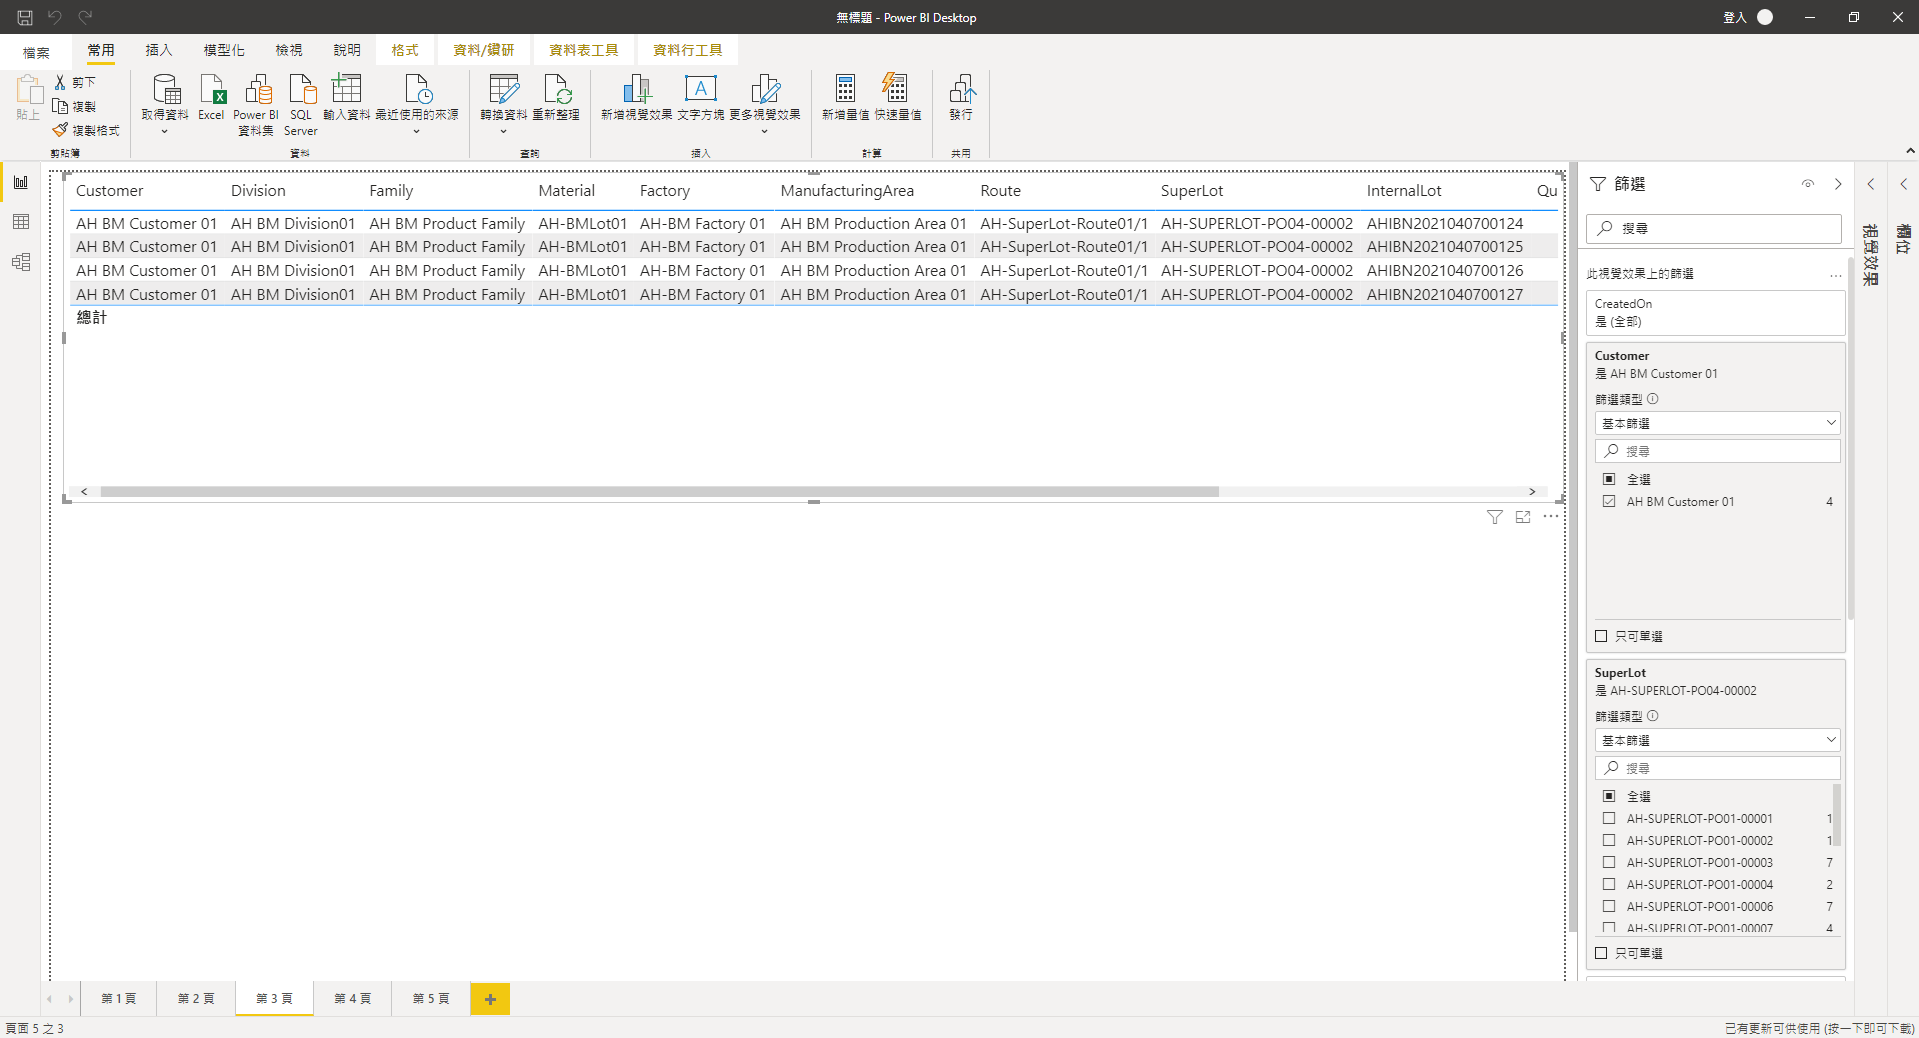 無標題 - Power BI Desktop
登入
檔案
常用
插入
模型化
檢視
說明
格式
資料/鑽研
資料表工具
資料行工具
貼上
剪下
複製
複製格式
剪貼簿
取得資料
Excel
Power BI
資料集
SQL
Server
輸入資料
最近使用的來源
資料
轉換資料
重新整理
查詢
新增視覺效果
文字方塊
更多視覺效果
插入
新增量值
快速量值
計算
發行
共用
Customer Division Family Material Factory ManufacturingArea Route SuperLot InternalLot Qu
AH BM Customer 01 AH BM Division01 AH BM Product Family AH-BMLot01 AH-BM Factory 01 AH BM Production Area 01 AH-SuperLot-Route01/1 AH-SUPERLOT-PO04-00002 AHIBN2021040700124
AH BM Customer 01 AH BM Division01 AH BM Product Family AH-BMLot01 AH-BM Factory 01 AH BM Production Area 01 AH-SuperLot-Route01/1 AH-SUPERLOT-PO04-00002 AHIBN2021040700125
AH BM Customer 01 AH BM Division01 AH BM Product Family AH-BMLot01 AH-BM Factory 01 AH BM Production Area 01 AH-SuperLot-Route01/1 AH-SUPERLOT-PO04-00002 AHIBN2021040700126
AH BM Customer 01 AH BM Division01 AH BM Product Family AH-BMLot01 AH-BM Factory 01 AH BM Production Area 01 AH-SuperLot-Route01/1 AH-SUPERLOT-PO04-00002 AHIBN2021040700127
總計
篩選
搜尋
此視覺效果上的篩選
CreatedOn
是 (全部)
Customer
是 AH BM Customer 01
篩選類型
基本篩選
搜尋
全選
AH BM Customer 01 4
只可單選
SuperLot
是 AH-SUPERLOT-PO04-00002
篩選類型
基本篩選
搜尋
全選
AH-SUPERLOT-PO01-00001 1
AH-SUPERLOT-PO01-00002 1
AH-SUPERLOT-PO01-00003 7
AH-SUPERLOT-PO01-00004 2
AH-SUPERLOT-PO01-00006 7
AH-SUPERLOT-PO01-00007 4
只可單選
視覺效果
欄位
第 1 頁
第 2 頁
第 3 頁
第 4 頁
第 5 頁
頁面 5 之 3
已有更新可供使用 (按一下即可下載)